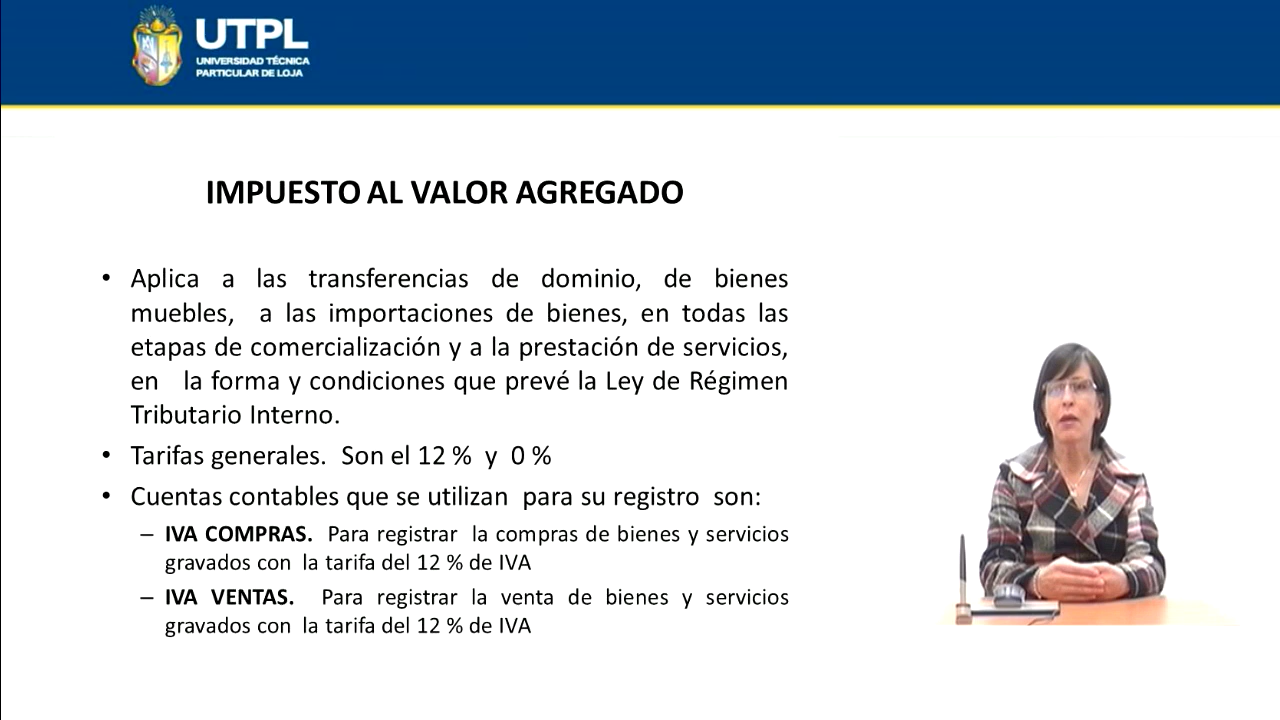 UTPL
UNIVERSIDAD TÉCNICA
PARTICULAR DE LOJA
IMPUESTO AL VALOR AGREGADO
• Aplica a las transferencias de dominio, de bienes
muebles, a las importaciones de bienes, en todas las
etapas de comercialización y a la prestación de servicios,
en la forma y condiciones que prevé la Ley de Régimen
Tributario Interno.
• Tarifas generales. Son el 12 % y 0 %
• Cuentas contables que se utilizan para su registro son:
– IVA COMPRAS. Para registrar la compras de bienes y servicios
gravados con la tarifa del 12 % de IVA
– IVA VENTAS. Para registrar la venta de bienes y servicios
gravados con la tarifa del 12 % de IVA